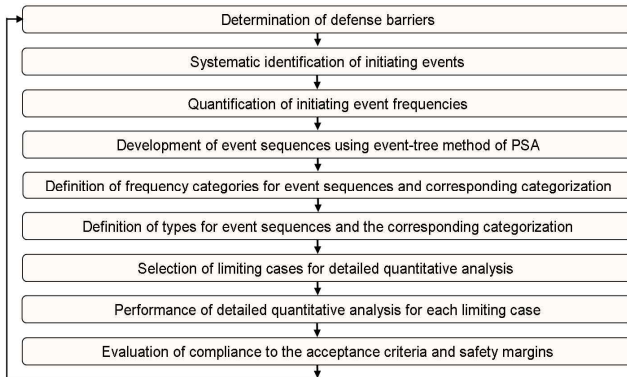 Determination of defense barriers
Systematic identification of initiating events
Quantification of initiating event frequencies
Development of event sequences using event-tree method of PSA
Definition of frequency categories for event sequences and corresponding categorization
Definition of types for event sequences and the corresponding categorization
Selection of limiting cases for detailed quantitative analysis
Performance of detailed quantitative analysis for each limiting case
Evaluation of compliance to the acceptance criteria and safety margins